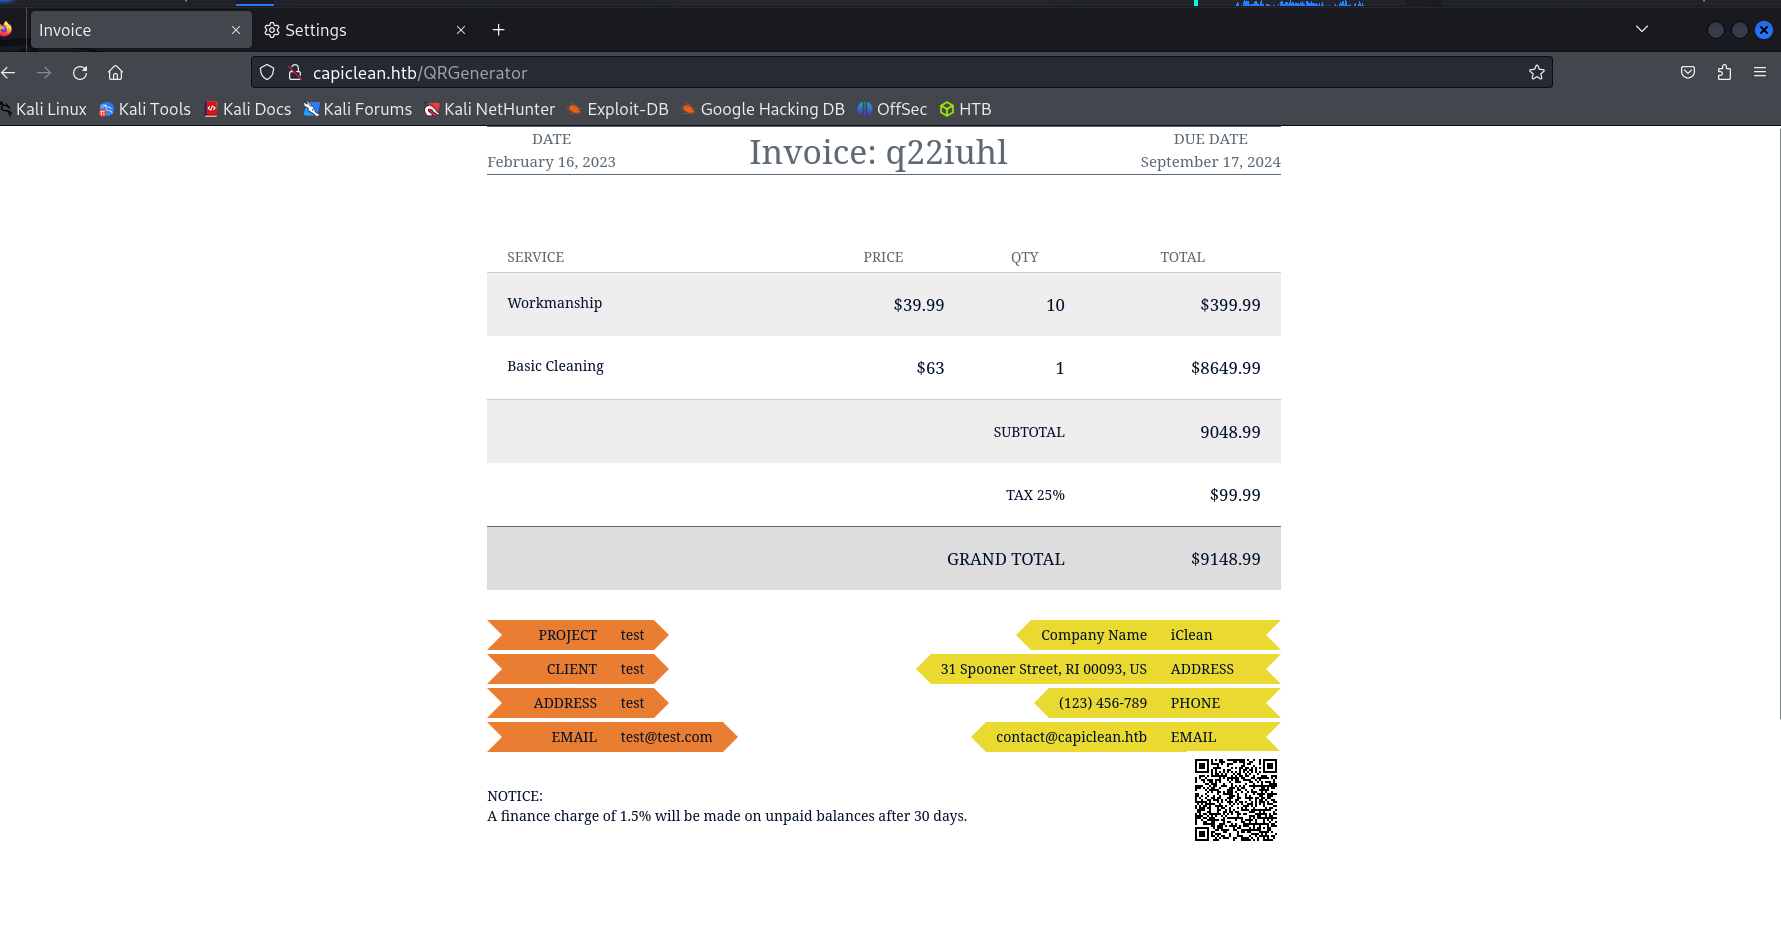 Invoice
Settings
capiclean.htb/QRGenerator
Kali Linux
Kali Tools
Kali Docs
Kali Forums
Kali NetHunter
Exploit-DB
Google Hacking DB
OffSec
HTB
DATE
February 16, 2023
Invoice: q22iuhl
DUE DATE
September 17, 2024
SERVICE PRICE QTY TOTAL
Workmanship $39.99 10 $399.99
Basic Cleaning $63 1 $8649.99
SUBTOTAL 9048.99
TAX 25% $99.99
GRAND TOTAL $9148.99
PROJECT test
CLIENT test
ADDRESS test
EMAIL test@test.com
Company Name iClean
31 Spooner Street, RI 00093, US ADDRESS
(123) 456-789 PHONE
contact@capiclean.htb EMAIL
NOTICE:
A finance charge of 1.5% will be made on unpaid balances after 30 days.